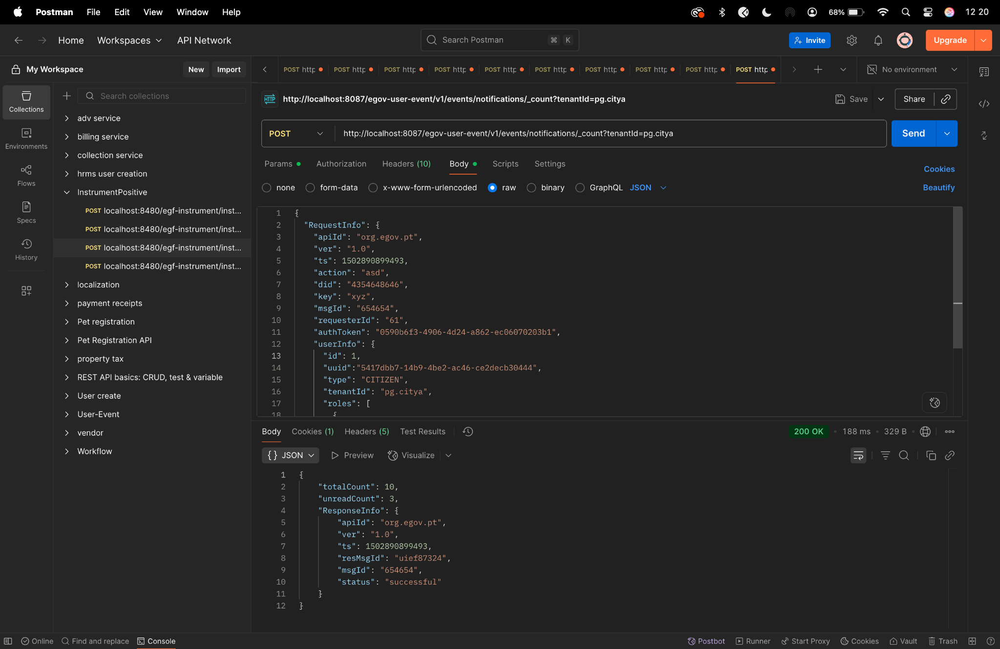 Postman File Edit View Window Help 68% 12 20
Home Workspaces API Network Search Postman ⌘ K Invite Upgrade
My Workspace New Import
POST http POST http POST http POST http POST http POST http POST http POST http POST http POST http No environment
Collections
Environments
Flows
Specs
History
Search collections
adv service
billing service
collection service
hrms user creation
InstrumentPositive
POST localhost:8480/egf-instrument/inst...
POST localhost:8480/egf-instrument/inst...
POST localhost:8480/egf-instrument/inst...
POST localhost:8480/egf-instrument/inst...
localization
payment receipts
Pet registration
Pet Registration API
property tax
REST API basics: CRUD, test & variable
User create
User-Event
vendor
Workflow
HTTP http://localhost:8087/egov-user-event/v1/events/notifications/_count?tenantId=pg.citya Save Share
POST http://localhost:8087/egov-user-event/v1/events/notifications/_count?tenantId=pg.citya Send
Params Authorization Headers (10) Body Scripts Settings Cookies
none form-data x-www-form-urlencoded raw binary GraphQL JSON Beautify
1 {
2 "RequestInfo": {
3 "apiId": "org.egov.pt",
4 "ver": "1.0",
5 "ts": 1502890899493,
6 "action": "asd",
7 "did": "4354648646",
8 "key": "xyz",
9 "msgId": "654654",
10 "requesterId": "61",
11 "authToken": "0590b6f3-4906-4d24-a862-ec06070203b1",
12 "userInfo": {
13 "id": 1,
14 "uuid":"5417dbb7-14b9-4be2-ac46-ce2decb30444",
15 "type": "CITIZEN",
16 "tenantId": "pg.citya",
17 "roles": [
18 {
Body Cookies (1) Headers (5) Test Results 200 OK • 188 ms • 329 B •
{} JSON Preview Visualize
1 {
2 "totalCount": 10,
3 "unreadCount": 3,
4 "ResponseInfo": {
5 "apiId": "org.egov.pt",
6 "ver": "1.0",
7 "ts": 1502890899493,
8 "resMsgId": "uief87324",
9 "msgId": "654654",
10 "status": "successful"
11 }
12 }
Online Find and replace Console Postbot Runner Start Proxy Cookies Vault Trash